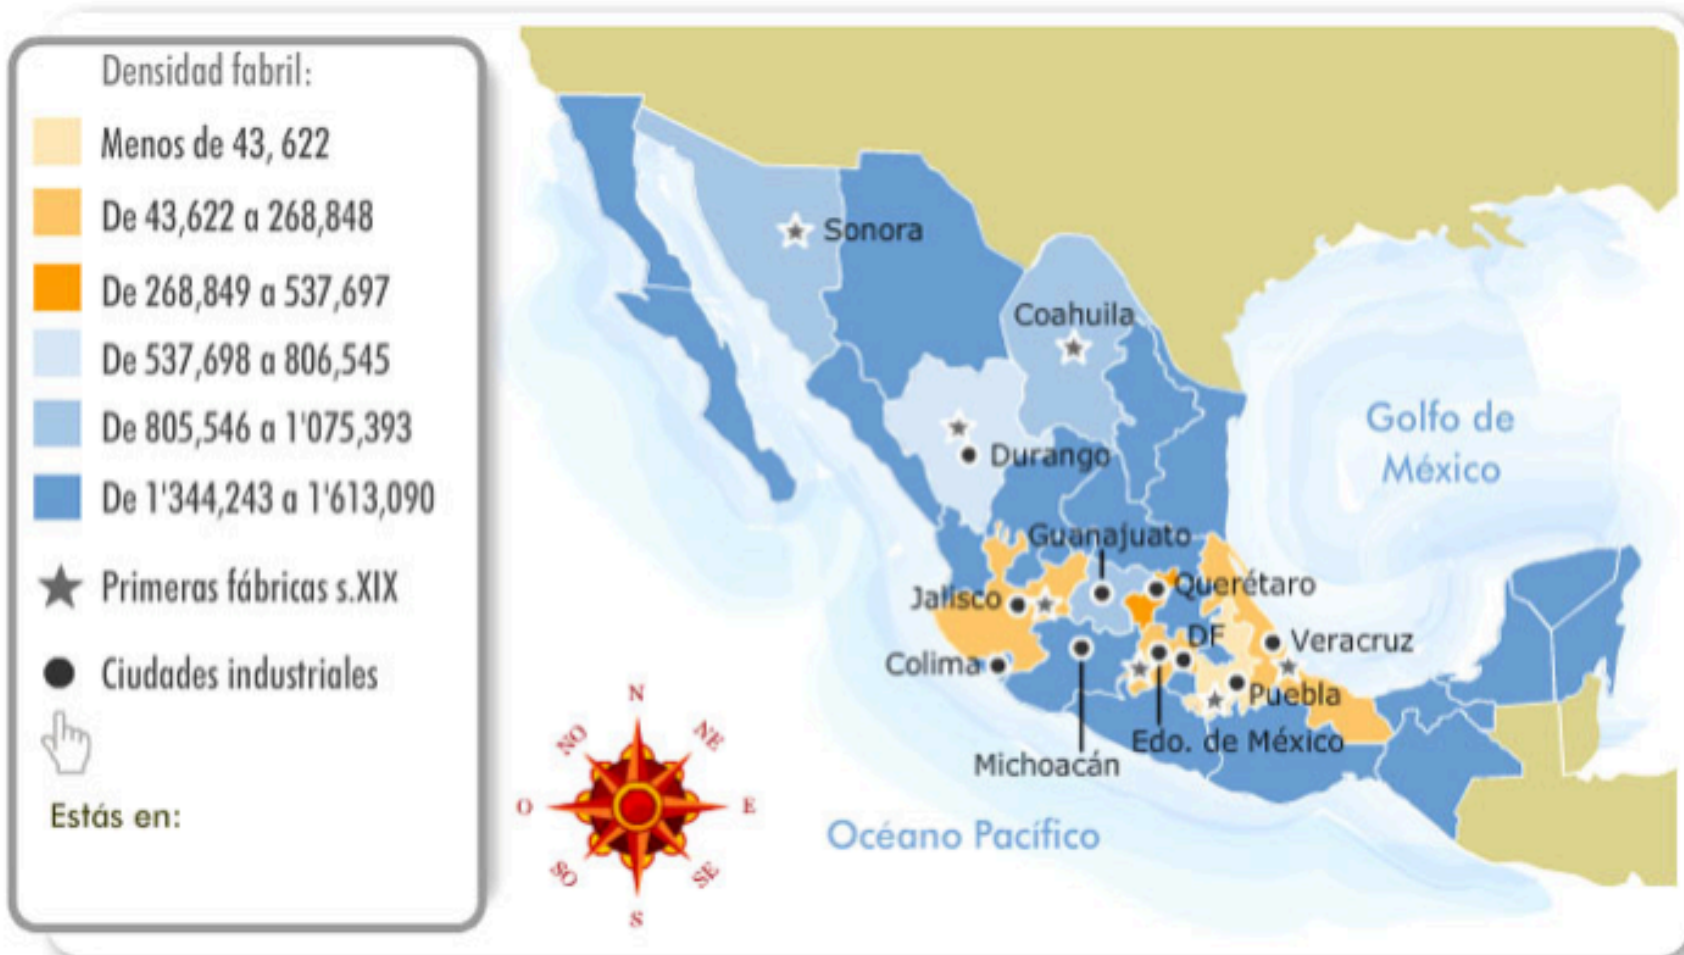 Densidad fabril:
Menos de 43, 622
De 43,622 a 268,848
De 268,849 a 537,697
De 537,698 a 806,545
De 805,546 a 1'075,393
De 1'344,243 a 1'613,090
Primeras fábricas s.XIX
Ciudades industriales
Estás en:
Sonora
Coahuila
Durango
Guanajuato
Jalisco
Querétaro
DF
Veracruz
Colima
Puebla
Edo. de México
Michoacán
Golfo de
México
Océano Pacífico
N
NO
NE
O
E
SO
SE
S